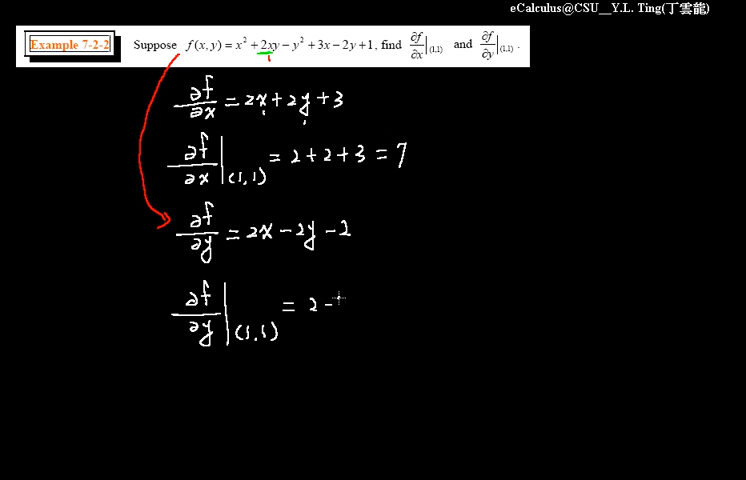 eCalculus@CSU__Y.L. Ting(丁雲龍)
Example 7-2-2 Suppose f(x, y) = x² + 2xy − y² + 3x − 2y + 1, find ∂f/∂x|(1,1) and ∂f/∂y|(1,1) .
∂f/∂x = 2x + 2y + 3
∂f/∂x|(1,1) = 2 + 2 + 3 = 7
∂f/∂y = 2x − 2y − 2
∂f/∂y|(1,1) = 2 −